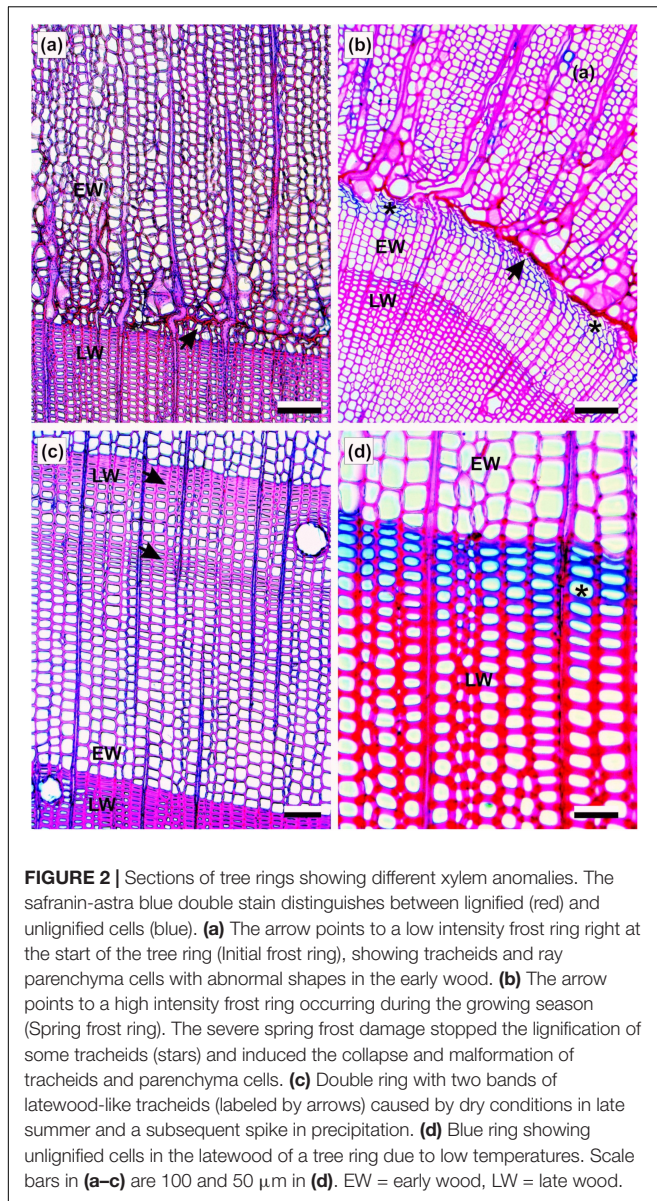 (a)
(b)
(a)
EW
EW
LW
LW
*
*
(c)
(d)
LW
EW
*
EW
LW
LW
FIGURE 2 | Sections of tree rings showing different xylem anomalies. The
safranin-astra blue double stain distinguishes between lignified (red) and
unlignified cells (blue). (a) The arrow points to a low intensity frost ring right at
the start of the tree ring (Initial frost ring), showing tracheids and ray
parenchyma cells with abnormal shapes in the early wood. (b) The arrow
points to a high intensity frost ring occurring during the growing season
(Spring frost ring). The severe spring frost damage stopped the lignification of
some tracheids (stars) and induced the collapse and malformation of
tracheids and parenchyma cells. (c) Double ring with two bands of
latewood-like tracheids (labeled by arrows) caused by dry conditions in late
summer and a subsequent spike in precipitation. (d) Blue ring showing
unlignified cells in the latewood of a tree ring due to low temperatures. Scale
bars in (a–c) are 100 and 50 μm in (d). EW = early wood, LW = late wood.